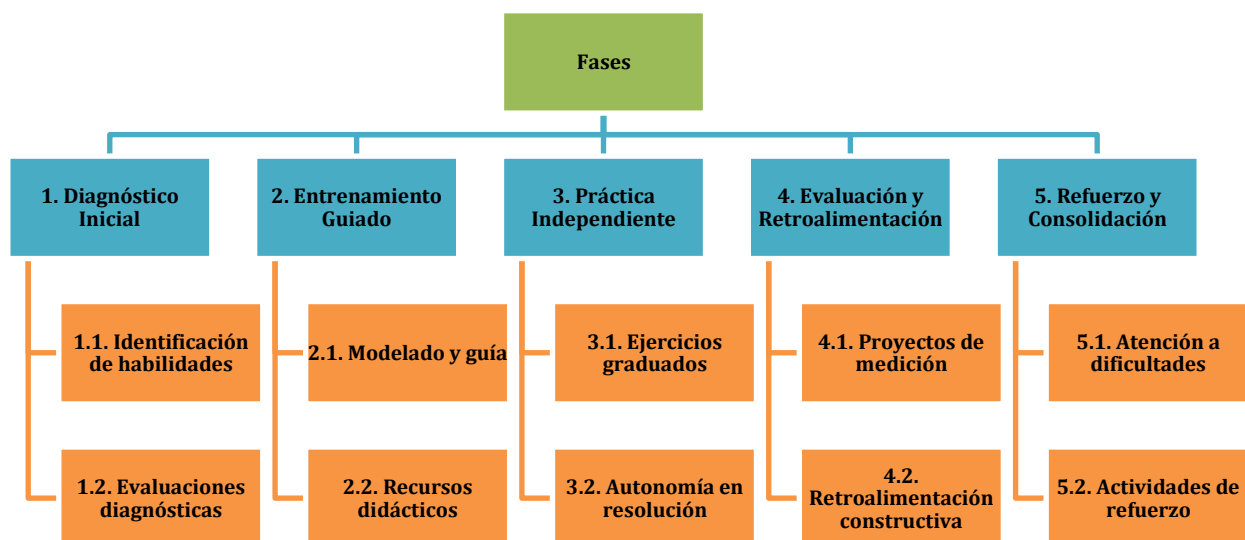 Fases
1. Diagnóstico
Inicial
2. Entrenamiento
Guiado
3. Práctica
Independiente
4. Evaluación y
Retroalimentación
5. Refuerzo y
Consolidación
1.1. Identificación
de habilidades
2.1. Modelado y guía
3.1. Ejercicios
graduados
4.1. Proyectos de
medición
5.1. Atención a
dificultades
1.2. Evaluaciones
diagnósticas
2.2. Recursos
didácticos
3.2. Autonomía en
resolución
4.2.
Retroalimentación
constructiva
5.2. Actividades de
refuerzo